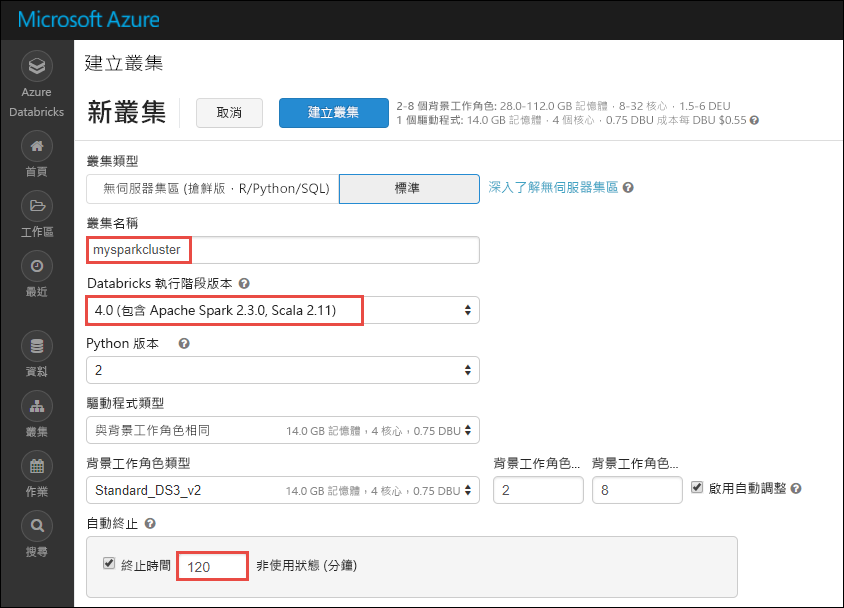 Microsoft Azure
Azure
Databricks
首頁
工作區
最近
資料
叢集
作業
搜尋
建立叢集
新叢集
取消
建立叢集
2-8 個背景工作角色: 28.0-112.0 GB 記憶體，8-32 核心，1.5-6 DEU
1 個驅動程式: 14.0 GB 記憶體，4 個核心，0.75 DBU 成本每 DBU $0.55
叢集類型
無伺服器集區 (搶鮮版，R/Python/SQL)
標準
深入了解無伺服器集區
叢集名稱
mysparkcluster
Databricks 執行階段版本
4.0 (包含 Apache Spark 2.3.0, Scala 2.11)
Python 版本
2
驅動程式類型
與背景工作角色相同 14.0 GB 記憶體，4 核心，0.75 DBU
背景工作角色類型 背景工作角色... 背景工作角色...
Standard_DS3_v2 14.0 GB 記憶體，4 核心，0.75 DBU 2 8 啟用自動調整
自動終止
終止時間 120 非使用狀態 (分鐘)